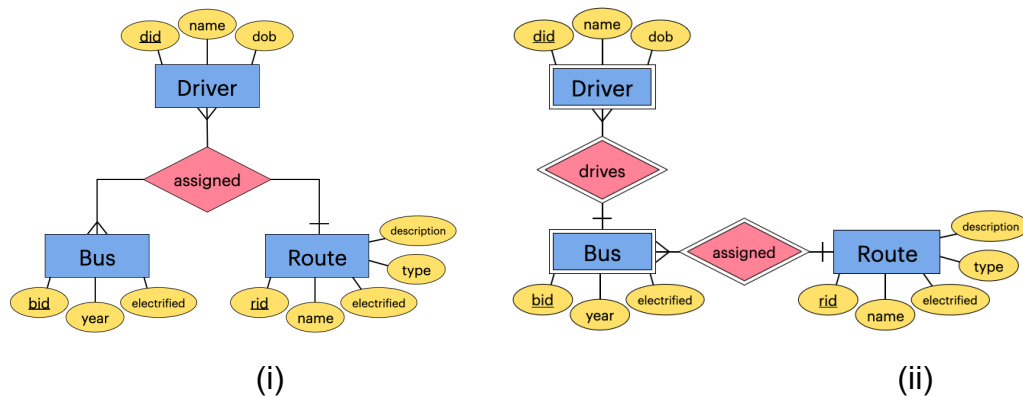 name
did
dob
Driver
assigned
Bus
Route
description
type
bid
year
electrified
rid
name
electrified
(i)
name
did
dob
Driver
drives
Bus
assigned
Route
description
type
bid
year
electrified
rid
name
electrified
(ii)